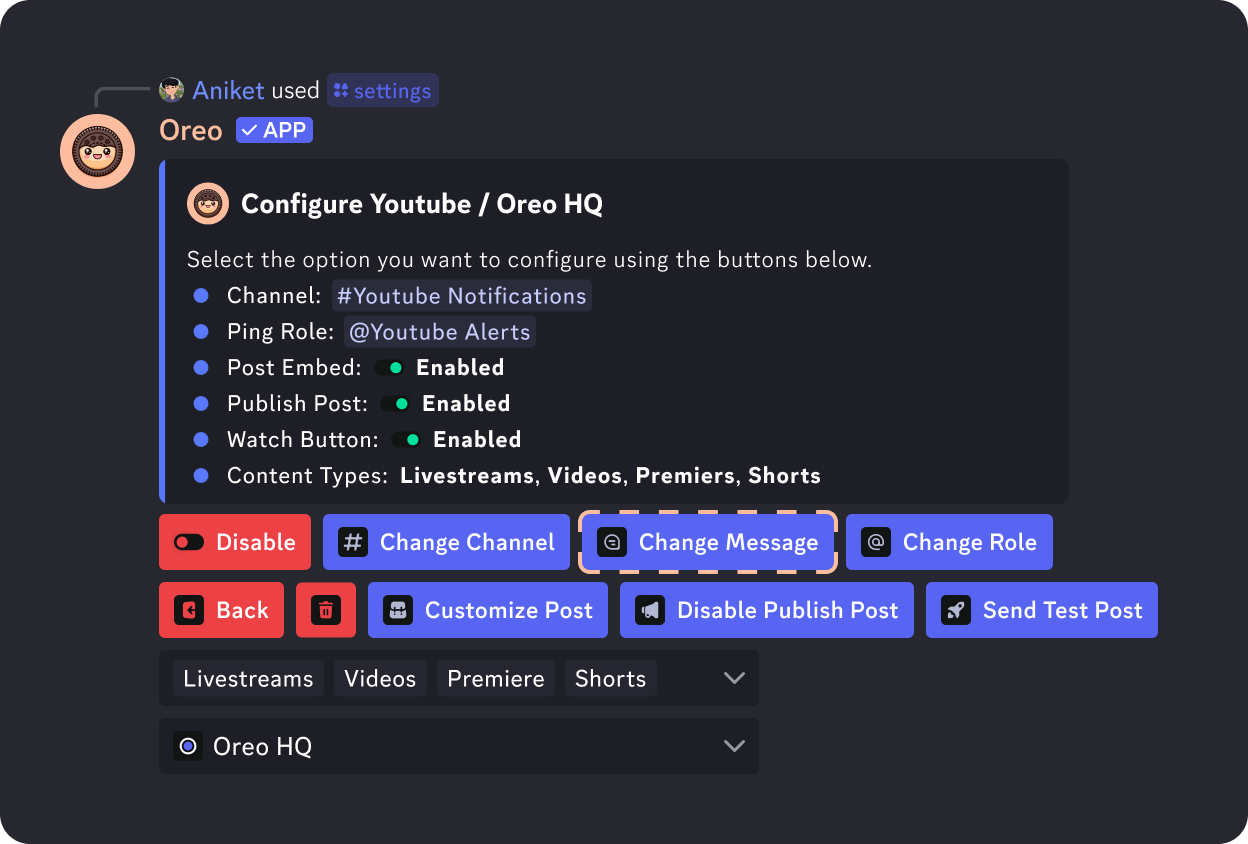 Aniket used settings
Oreo APP
Configure Youtube / Oreo HQ
Select the option you want to configure using the buttons below.
Channel: #Youtube Notifications
Ping Role: @Youtube Alerts
Post Embed: Enabled
Publish Post: Enabled
Watch Button: Enabled
Content Types: Livestreams, Videos, Premiers, Shorts
Disable # Change Channel Change Message @ Change Role
Back Customize Post Disable Publish Post Send Test Post
Livestreams Videos Premiere Shorts
Oreo HQ